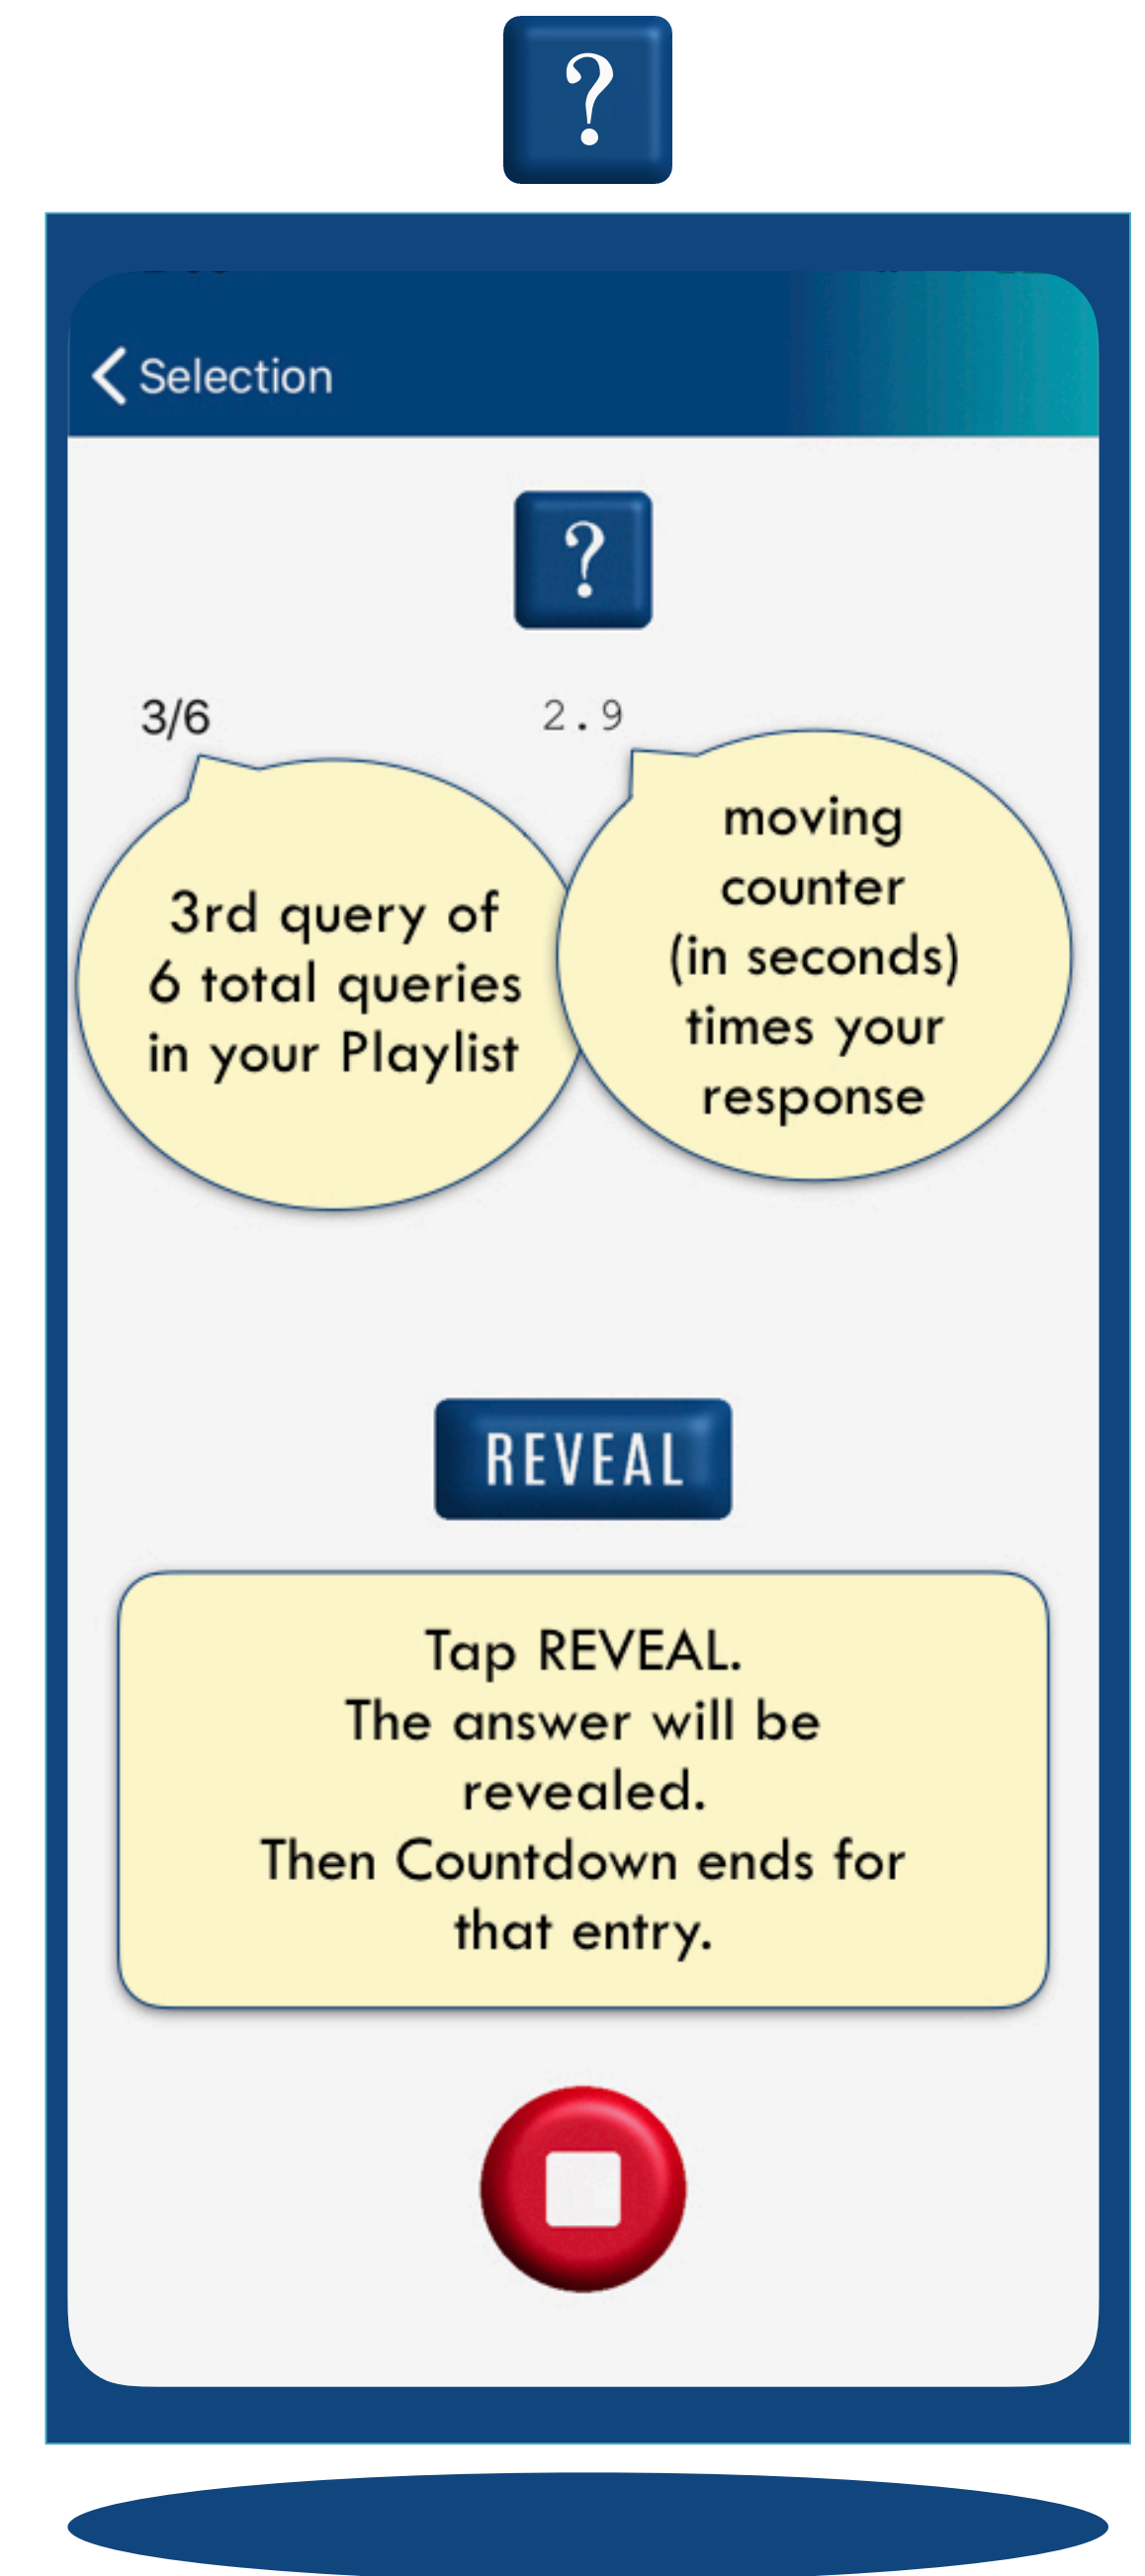 ?
Selection
?
3/6
2.9
3rd query of
6 total queries
in your Playlist
moving
counter
(in seconds)
times your
response
REVEAL
Tap REVEAL.
The answer will be
revealed.
Then Countdown ends for
that entry.